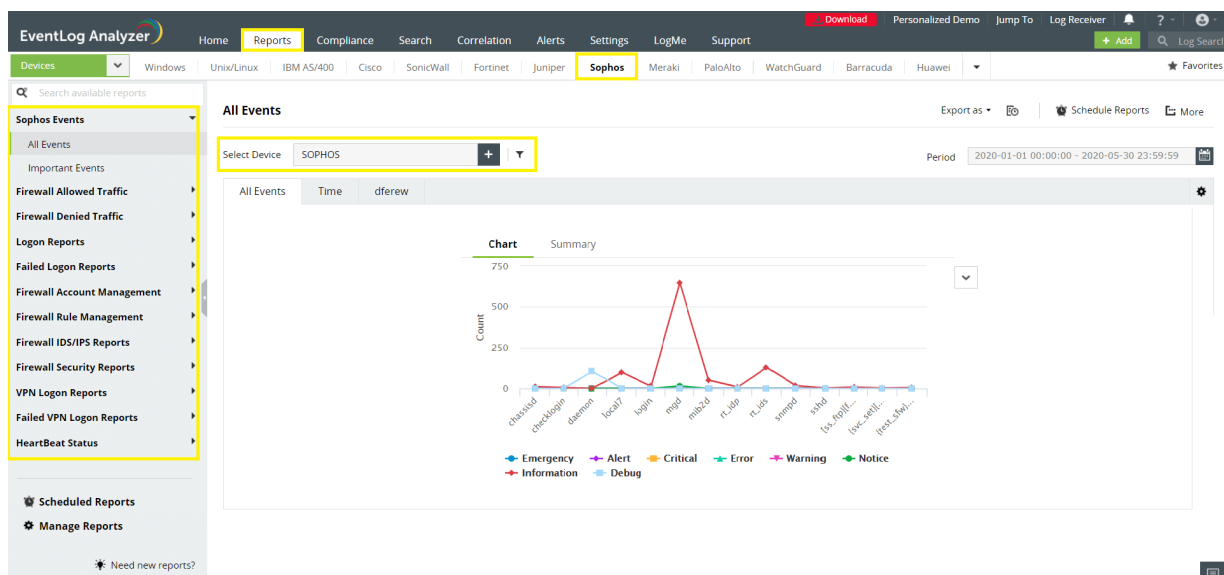 Download Personalized Demo Jump To Log Receiver ?
EventLog Analyzer Home Reports Compliance Search Correlation Alerts Settings LogMe Support + Add Log Search
Devices Windows Unix/Linux IBM AS/400 Cisco SonicWall Fortinet Juniper Sophos Meraki PaloAlto WatchGuard Barracuda Huawei Favorites
Search available reports
Sophos Events
All Events
Important Events
Firewall Allowed Traffic
Firewall Denied Traffic
Logon Reports
Failed Logon Reports
Firewall Account Management
Firewall Rule Management
Firewall IDS/IPS Reports
Firewall Security Reports
VPN Logon Reports
Failed VPN Logon Reports
HeartBeat Status
Scheduled Reports
Manage Reports
Need new reports?
All Events Export as Schedule Reports More
Select Device SOPHOS + Period 2020-01-01 00:00:00 - 2020-05-30 23:59:59
All Events Time dferew
Chart Summary
750
500
250
0
Count
chassisd checklogin daemon local7 login mgd mib2d rt_idp rt_ids snmpd sshd [ss_ftp)[f... [svc_set)[... [test_sfw)...
Emergency Alert Critical Error Warning Notice
Information Debug